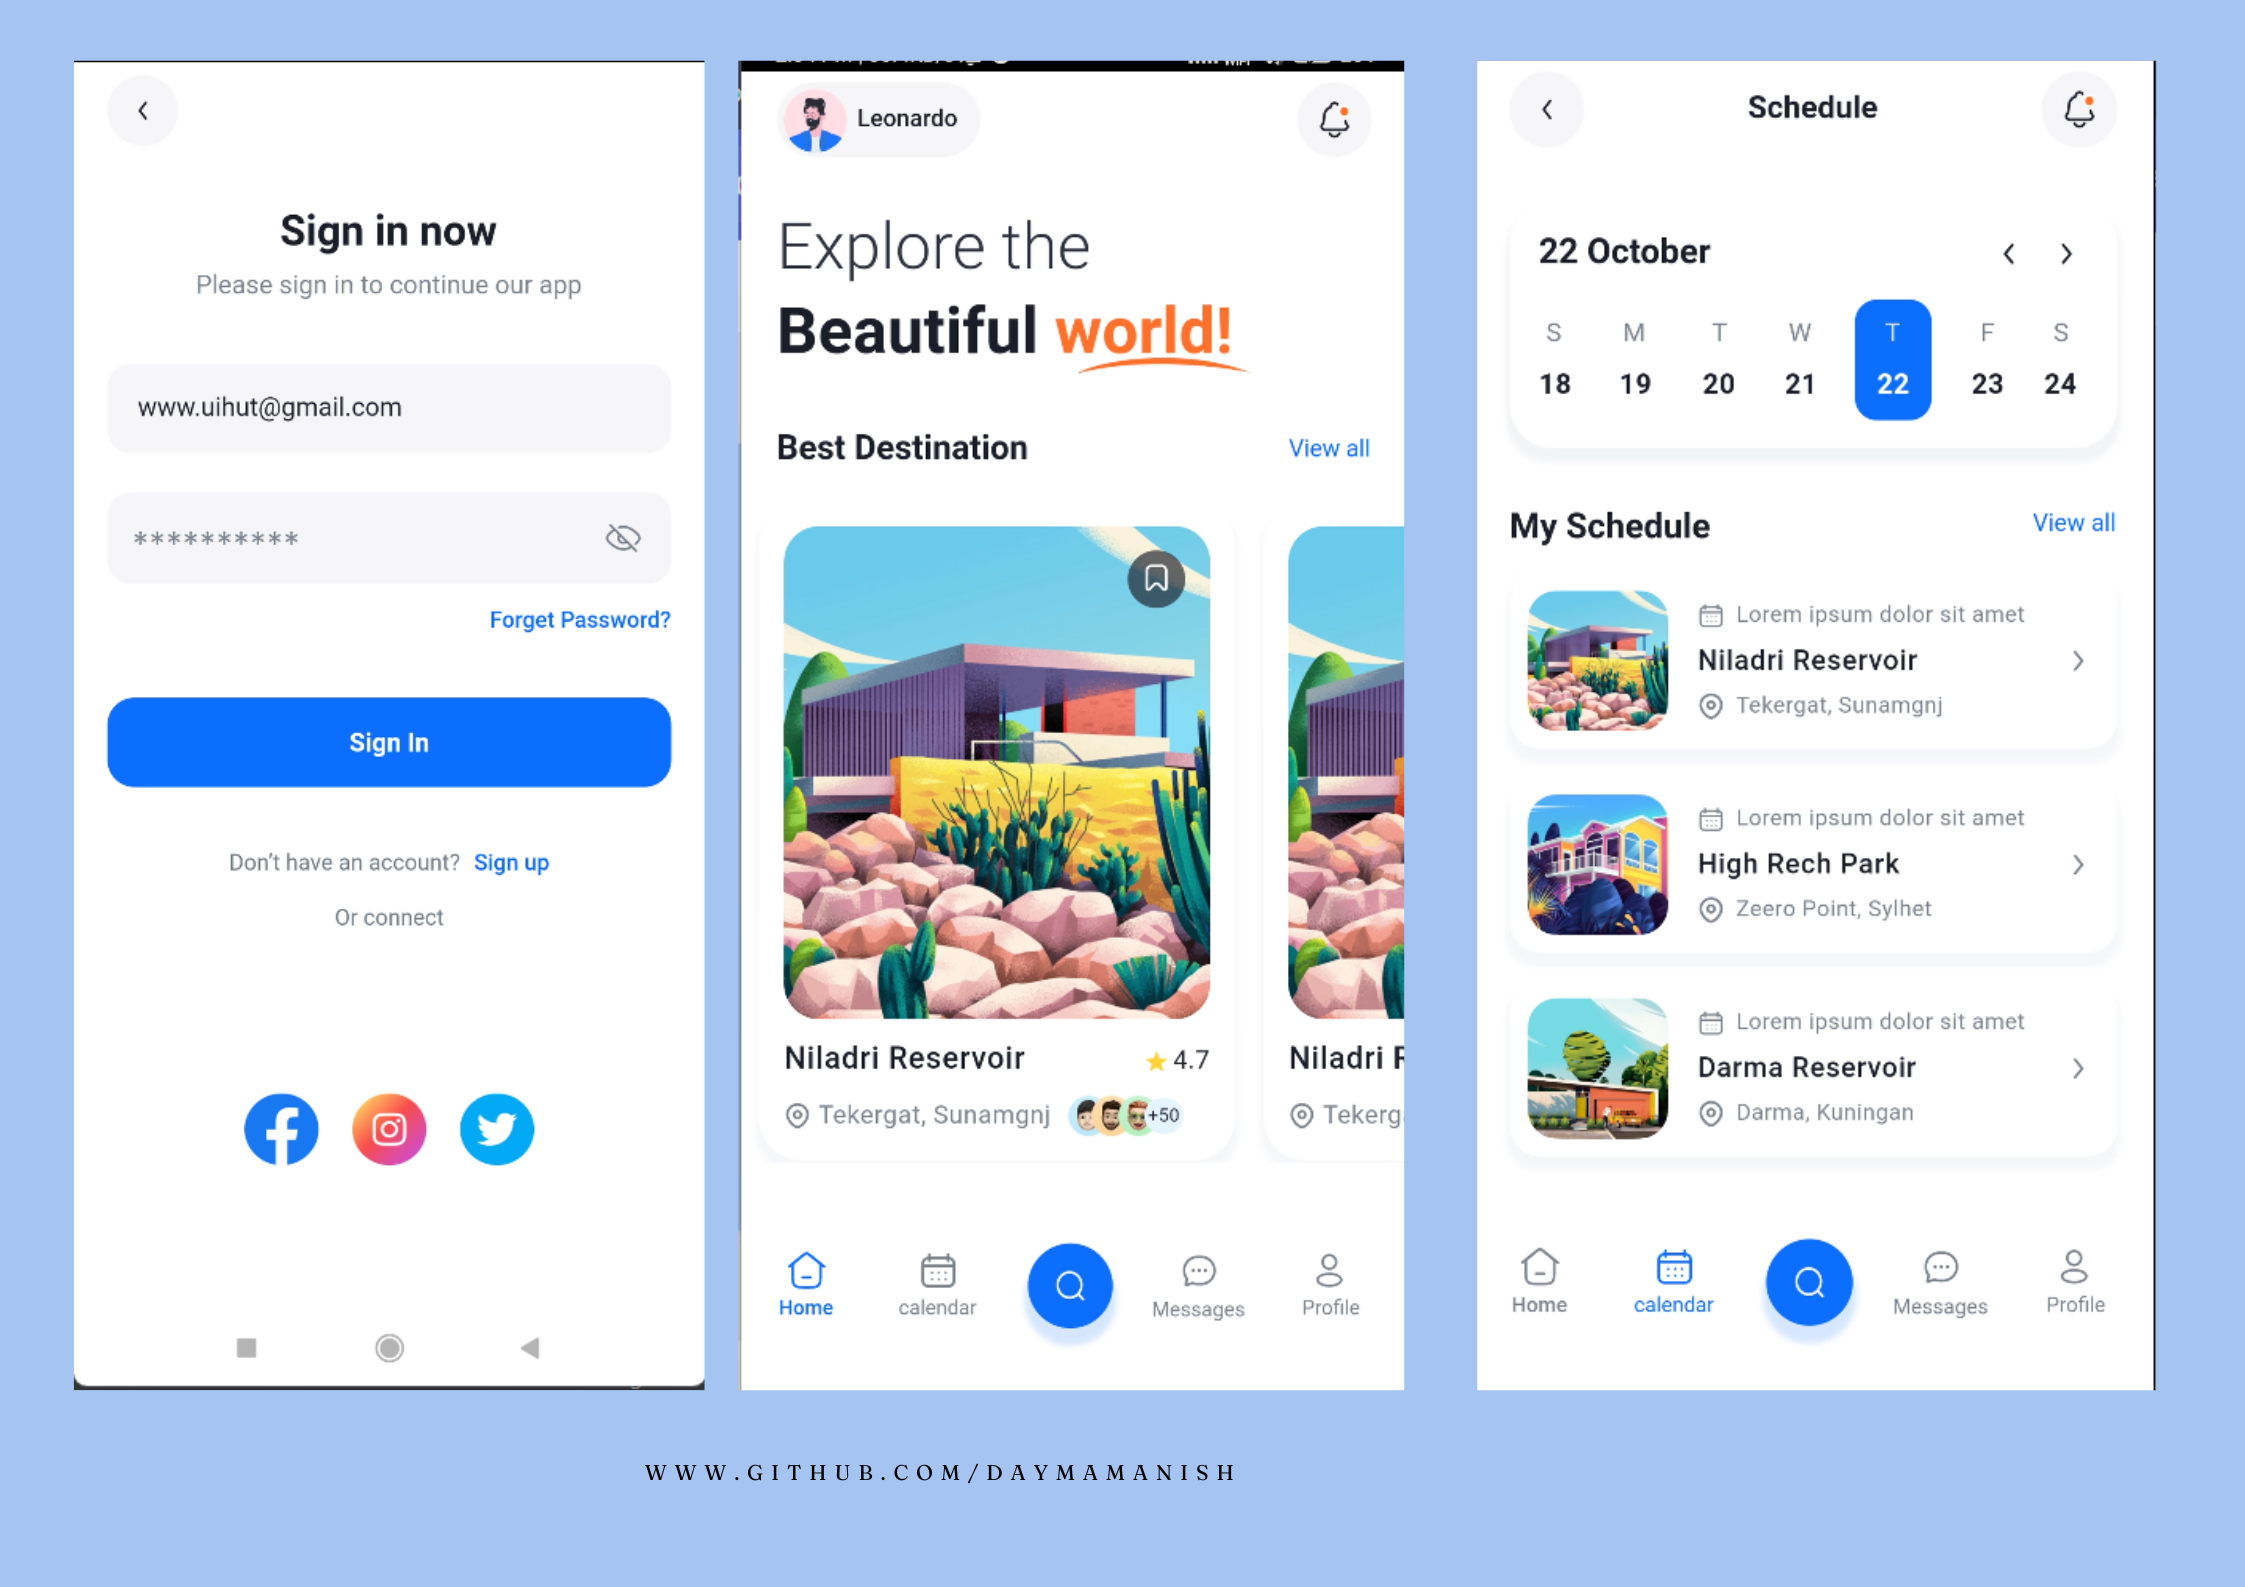 Sign in now
Please sign in to continue our app
www.uihut@gmail.com
**********
Forget Password?
Sign In
Don't have an account? Sign up
Or connect
Leonardo
Explore the
Beautiful world!
Best Destination View all
Niladri Reservoir 4.7 Niladri
Tekergat, Sunamgnj +50
Home calendar Messages Profile
Schedule
22 October
S M T W T F S
18 19 20 21 22 23 24
My Schedule View all
Lorem ipsum dolor sit amet
Niladri Reservoir
Tekergat, Sunamgnj
Lorem ipsum dolor sit amet
High Rech Park
Zeero Point, Sylhet
Lorem ipsum dolor sit amet
Darma Reservoir
Darma, Kuningan
Home calendar Messages Profile
WWW.GITHUB.COM/DAYMAMANISH